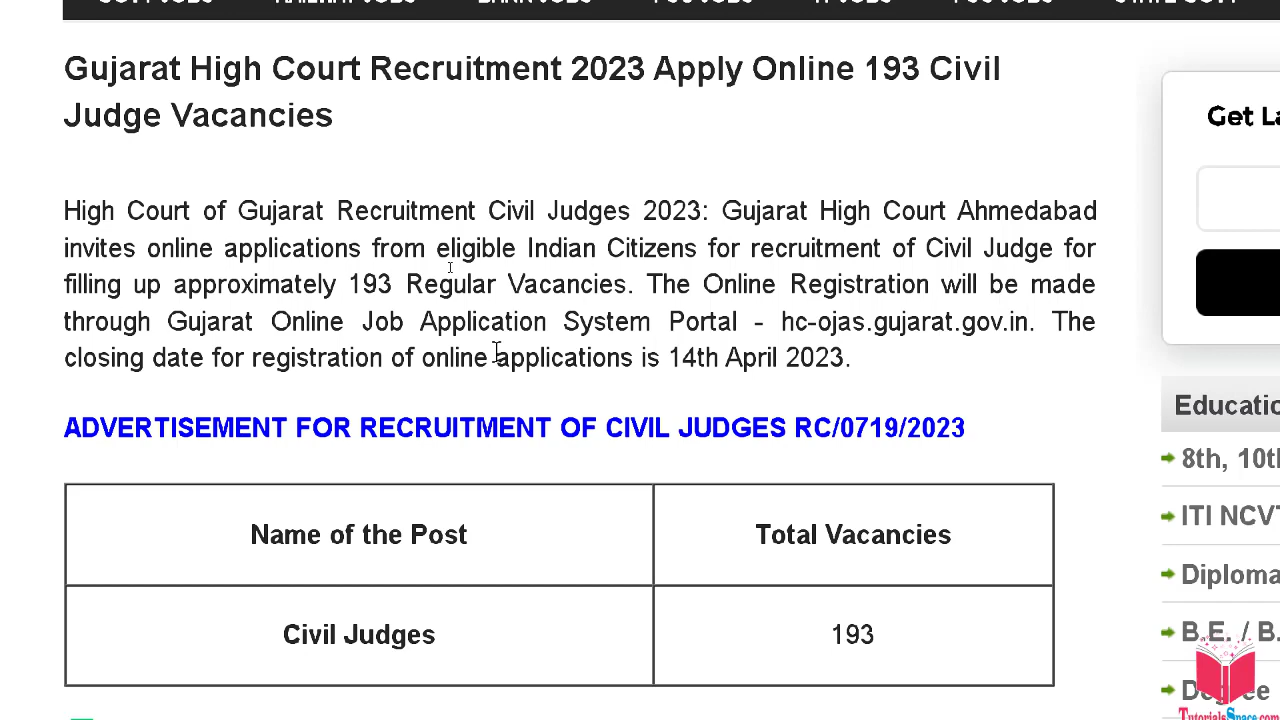 Gujarat High Court Recruitment 2023 Apply Online 193 Civil
Judge Vacancies
High Court of Gujarat Recruitment Civil Judges 2023: Gujarat High Court Ahmedabad
invites online applications from eligible Indian Citizens for recruitment of Civil Judge for
filling up approximately 193 Regular Vacancies. The Online Registration will be made
through Gujarat Online Job Application System Portal - hc-ojas.gujarat.gov.in. The
closing date for registration of online applications is 14th April 2023.
ADVERTISEMENT FOR RECRUITMENT OF CIVIL JUDGES RC/0719/2023
Name of the Post Total Vacancies
Civil Judges 193
Get La
Educatio
8th, 10th
ITI NCVT
Diploma
B.E. / B.
TutorialsSpace.com